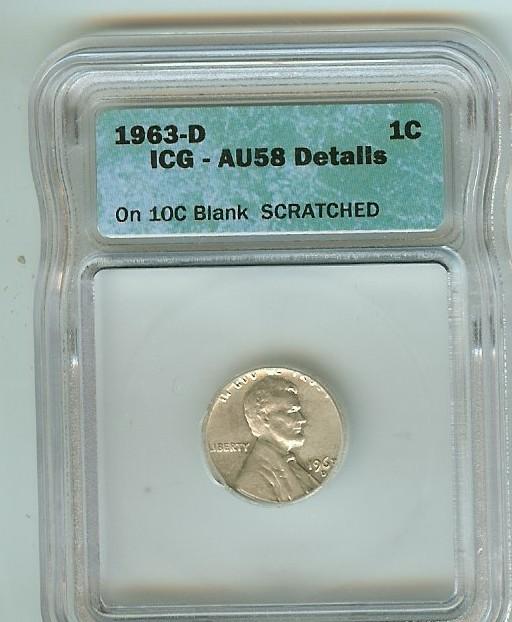 1963-D 1C
ICG - AU58 Details
On 10C Blank SCRATCHED
LIBERTY